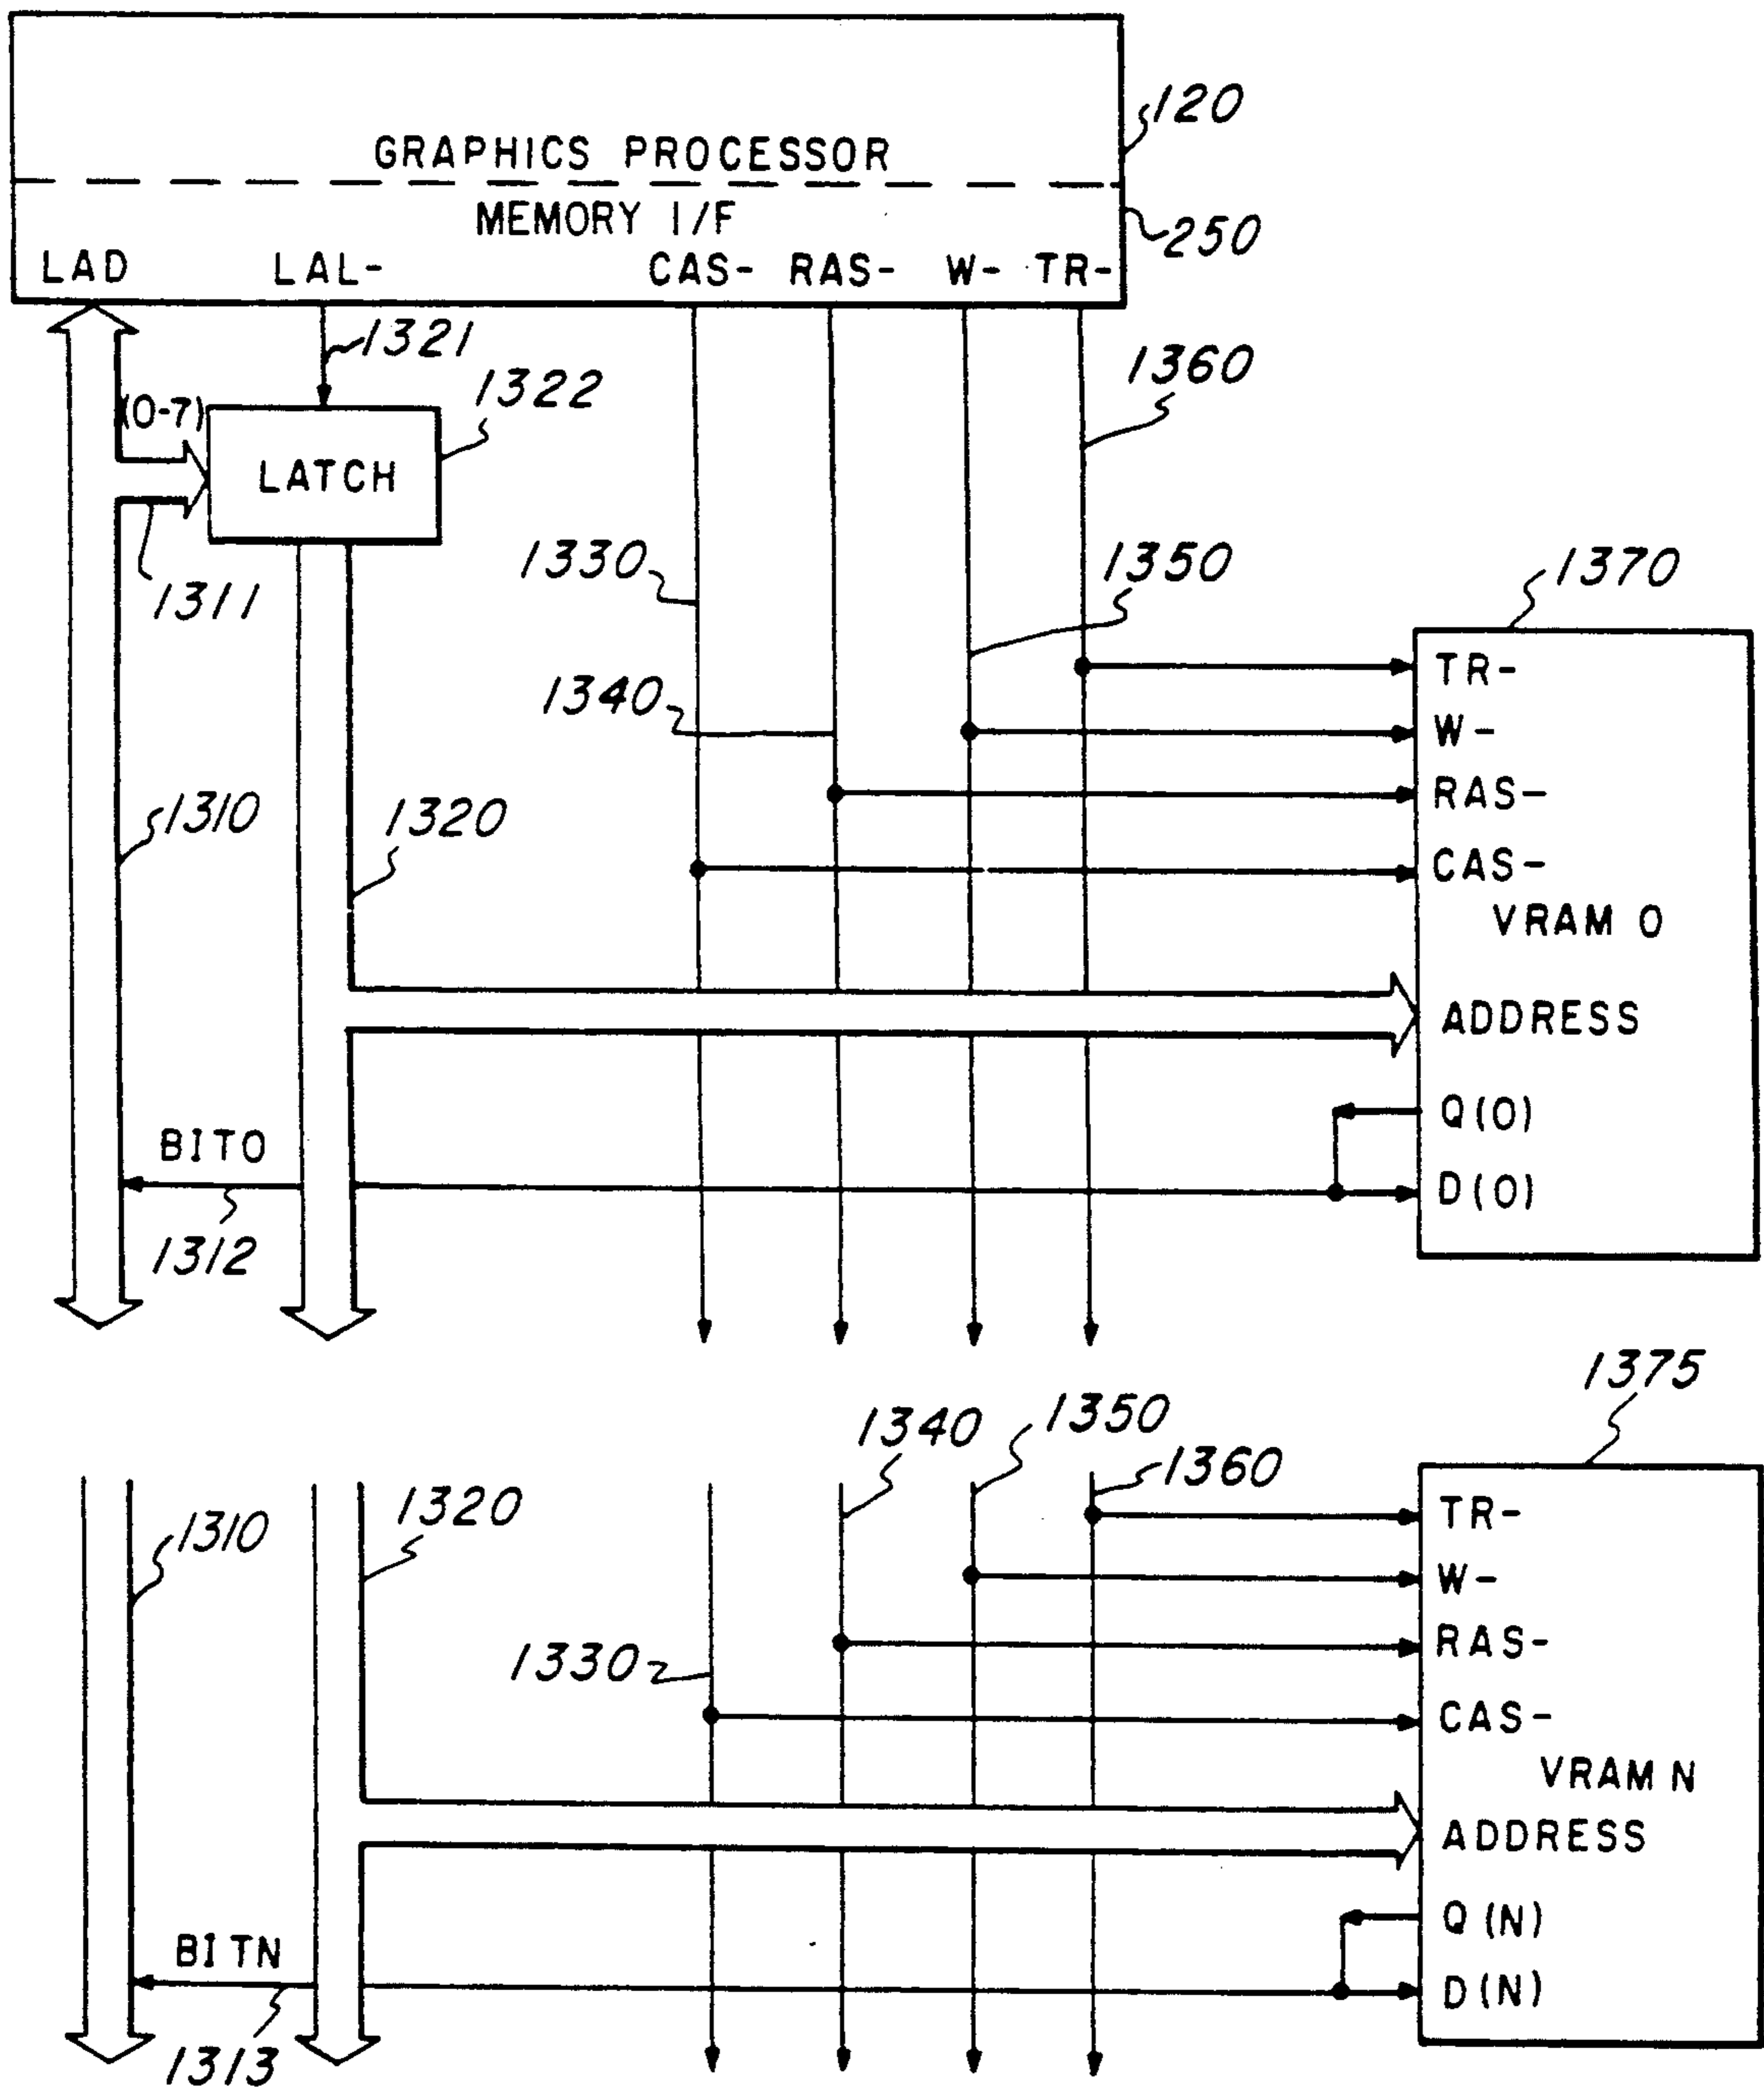 120
GRAPHICS PROCESSOR
MEMORY I/F
250
LAD LAL- CAS- RAS- W- TR-
1321
1360
1322
(0-7)
LATCH
1330
1350
1370
1311
TR-
1340
W-
RAS-
1310
1320
CAS-
VRAM 0
ADDRESS
Q(0)
BIT0
D(0)
1312
1375
1340
1350
1360
1320
TR-
1310
W-
RAS-
1330
CAS-
VRAM N
ADDRESS
Q(N)
BITN
D(N)
1313